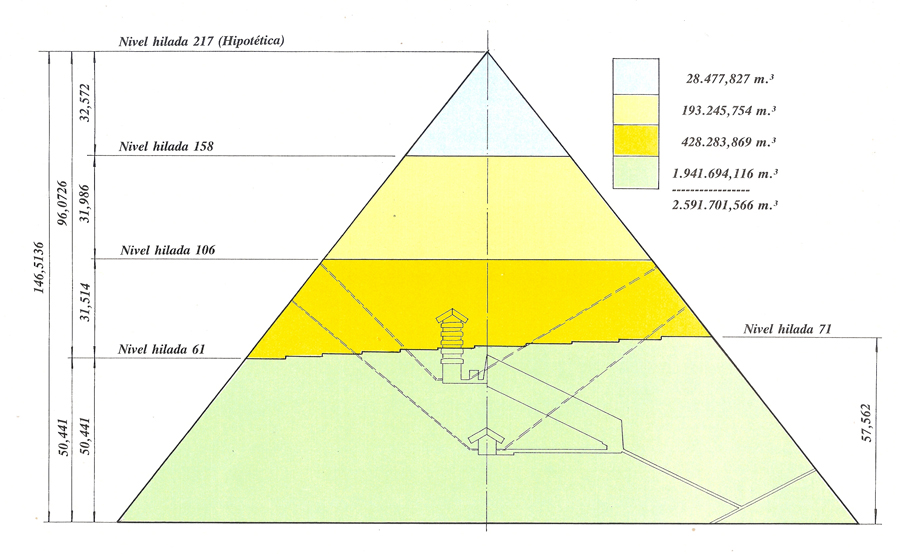 Nivel hilada 217 (Hipotética)
28.477,827 m.³
193.245,754 m.³
428.283,869 m.³
1.941.694,116 m.³
-----------------
2.591.701,566 m.³
Nivel hilada 158
Nivel hilada 106
Nivel hilada 71
Nivel hilada 61
146,5136
96,0726
50,441
32,572
31,986
31,514
50,441
57,562